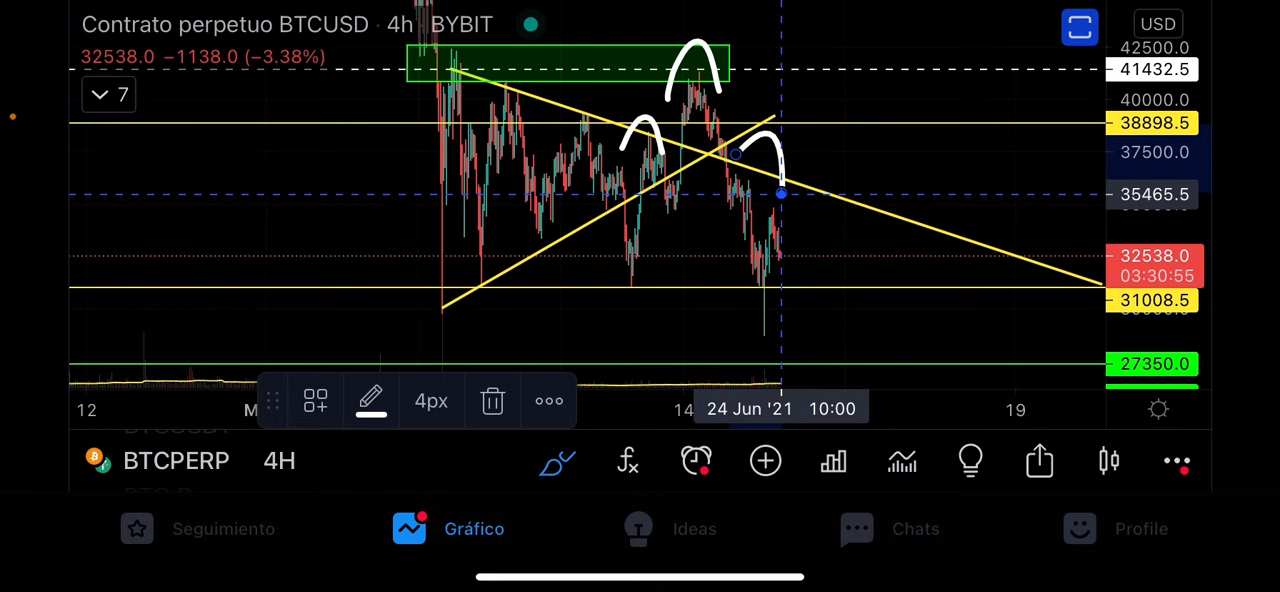 Contrato perpetuo BTCUSD · 4h · BYBIT
USD
32538.0 −1138.0 (−3.38%)
42500.0
41432.5
7
40000.0
38898.5
37500.0
35465.5
32538.0
03:30:55
31008.5
27350.0
4px
12
M
14
24 Jun '21 10:00
19
BTCPERP 4H
Seguimiento
Gráfico
Ideas
Chats
Profile